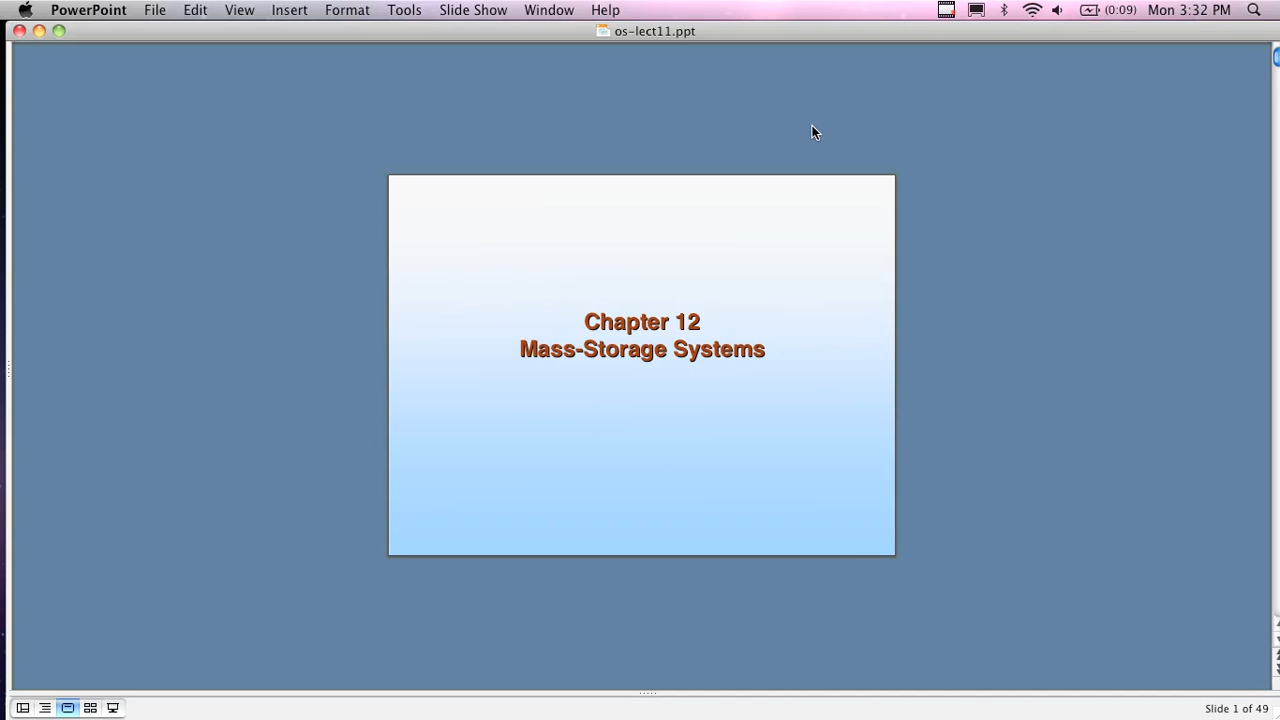 PowerPoint File Edit View Insert Format Tools Slide Show Window Help (0:09) Mon 3:32 PM
os-lect11.ppt
Chapter 12
Mass-Storage Systems
Slide 1 of 49